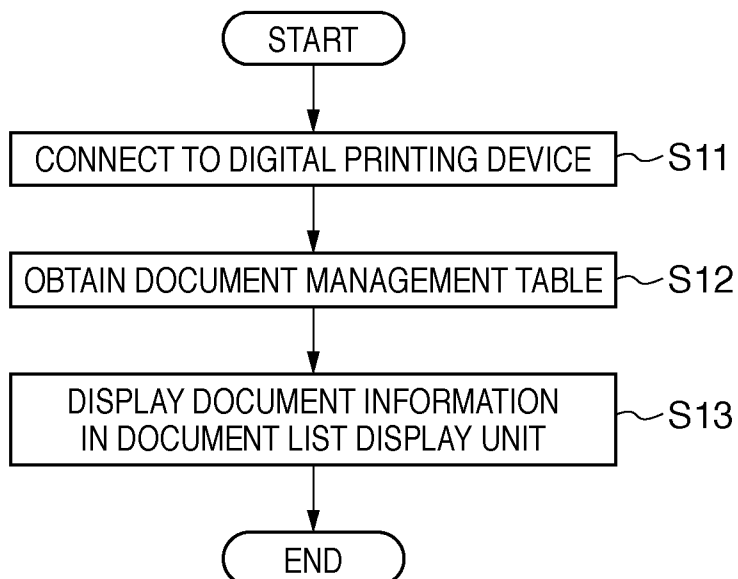 START
CONNECT TO DIGITAL PRINTING DEVICE
S11
OBTAIN DOCUMENT MANAGEMENT TABLE
S12
DISPLAY DOCUMENT INFORMATION
IN DOCUMENT LIST DISPLAY UNIT
S13
END